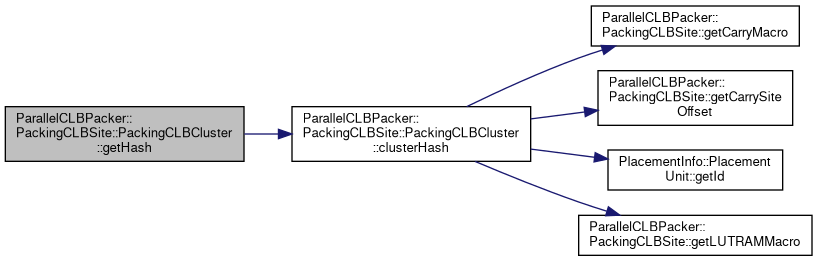 ParallelCLBPacker::
PackingCLBSite::PackingCLBCluster
::getHash
ParallelCLBPacker::
PackingCLBSite::PackingCLBCluster
::clusterHash
ParallelCLBPacker::
PackingCLBSite::getCarryMacro
ParallelCLBPacker::
PackingCLBSite::getCarrySite
Offset
PlacementInfo::Placement
Unit::getId
ParallelCLBPacker::
PackingCLBSite::getLUTRAMMacro